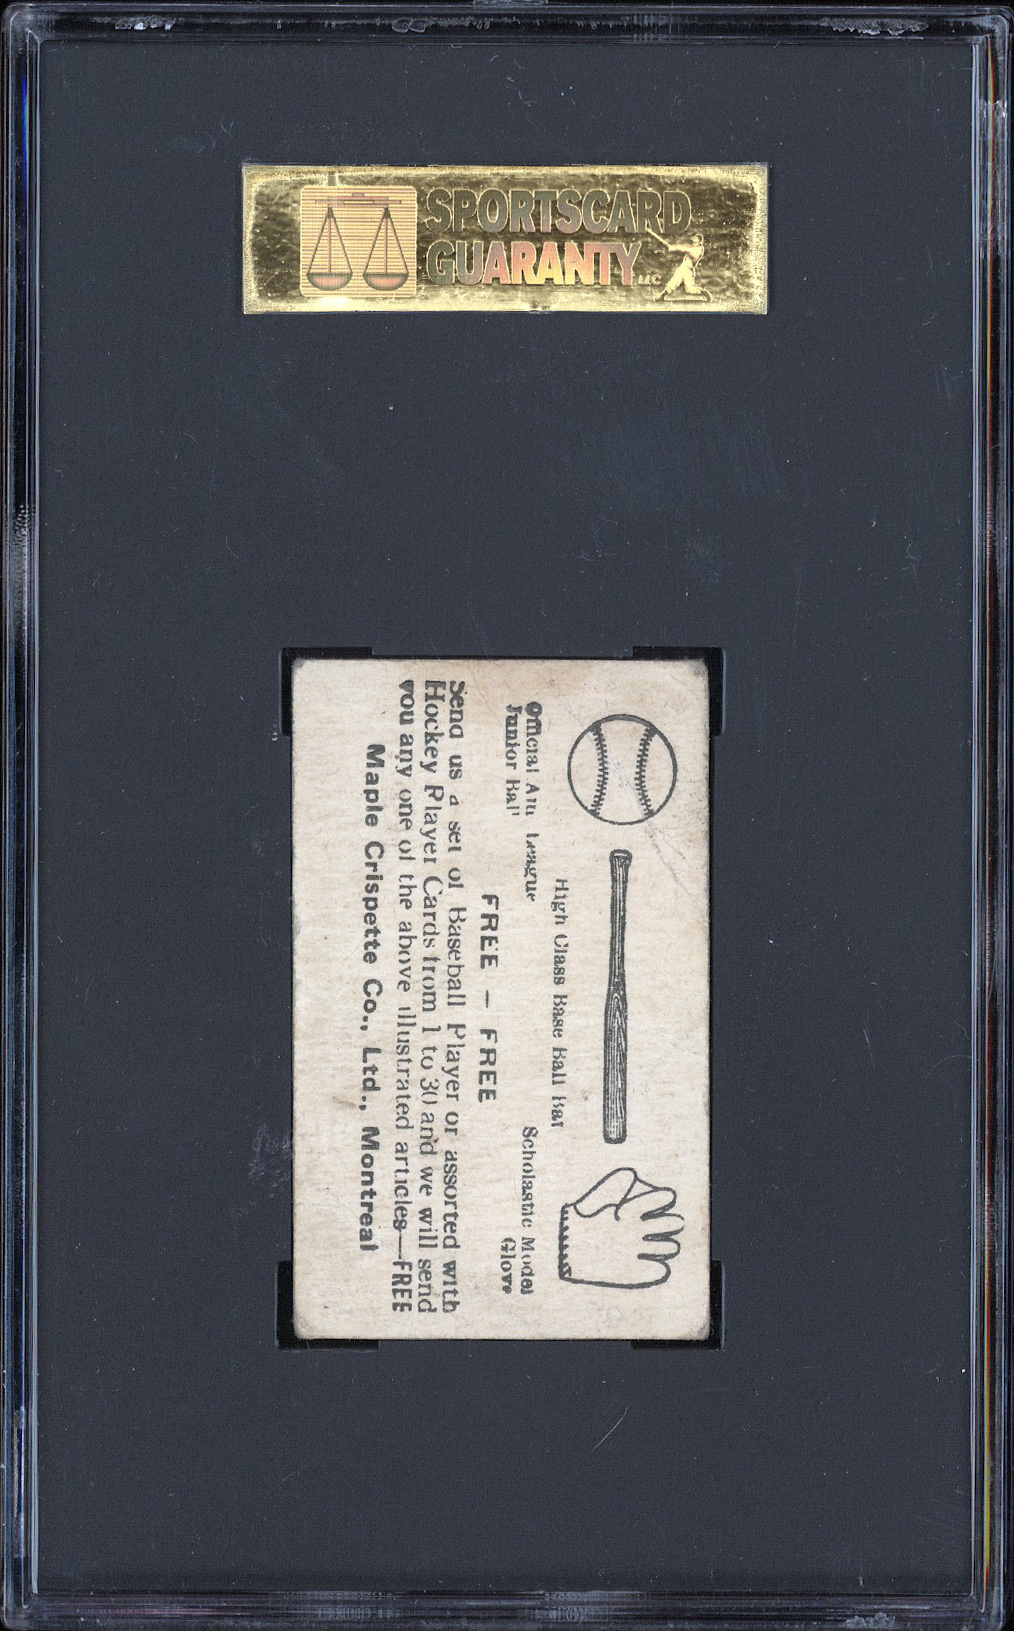 SPORTSCARD
GUARANTY LLC
Official Am League
Junior Ball
High Class Base Ball Bat
Scholastic Model
Glove
FREE — FREE
Send us a set of Baseball Player or assorted with
Hockey Player Cards from 1 to 30 and we will send
you any one of the above illustrated articles—FREE
Maple Crispette Co., Ltd., Montreal